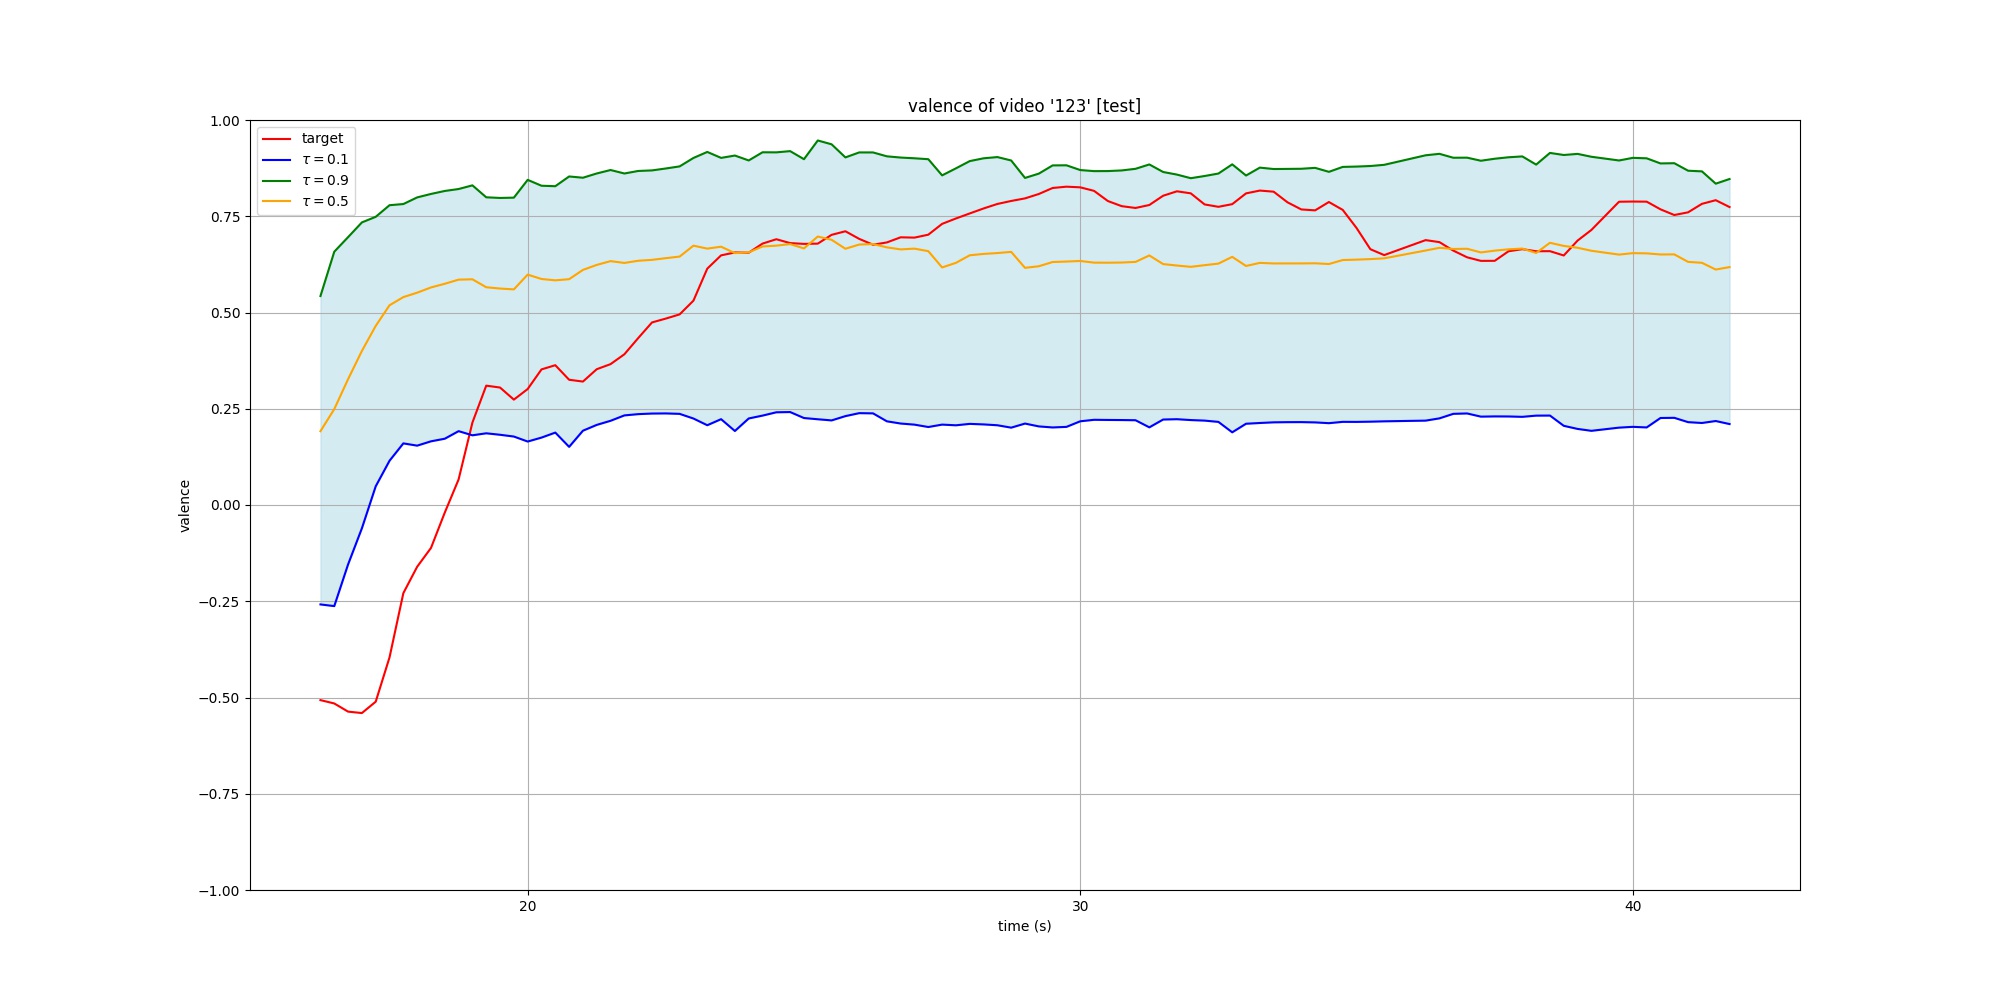 valence of video '123' [test]
target
τ = 0.1
τ = 0.9
τ = 0.5
1.00
0.75
0.50
0.25
0.00
−0.25
−0.50
−0.75
−1.00
valence
20 30 40
time (s)